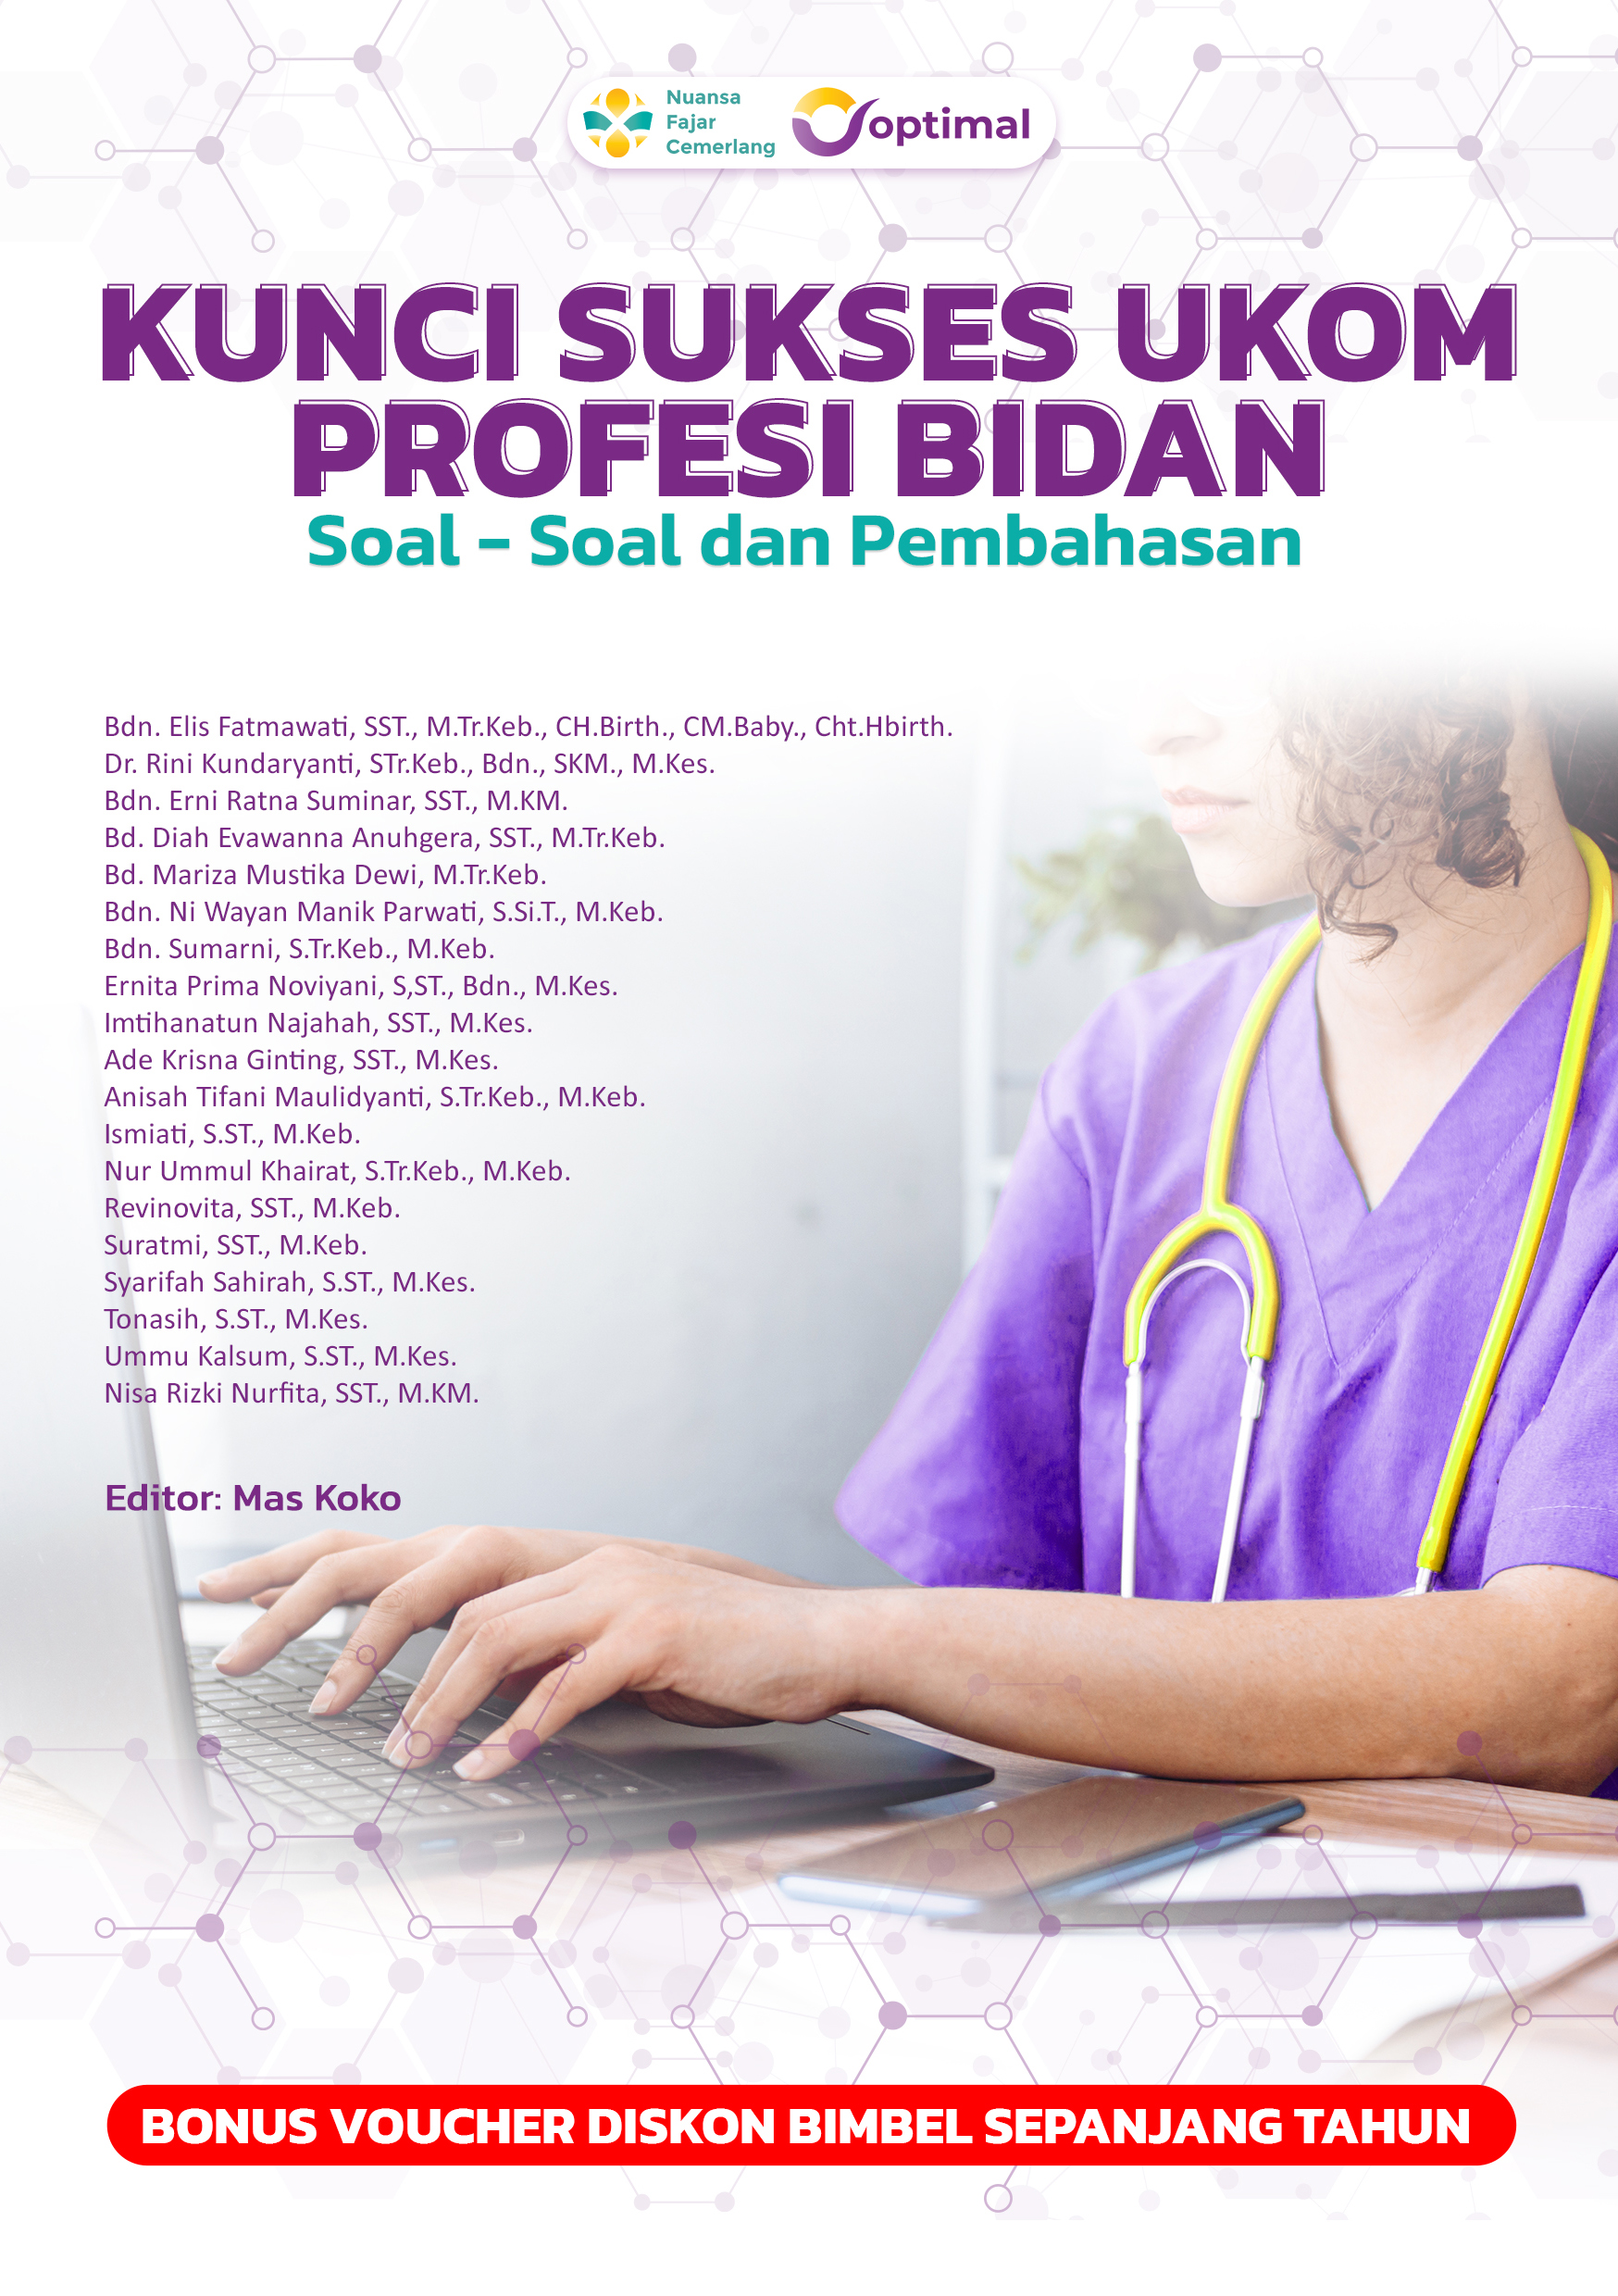 Nuansa
Fajar
Cemerlang
optimal
KUNCI SUKSES UKOM
PROFESI BIDAN
Soal - Soal dan Pembahasan
Bdn. Elis Fatmawati, SST., M.Tr.Keb., CH.Birth., CM.Baby., Cht.Hbirth.
Dr. Rini Kundaryanti, STr.Keb., Bdn., SKM., M.Kes.
Bdn. Erni Ratna Suminar, SST., M.KM.
Bd. Diah Evawanna Anuhgera, SST., M.Tr.Keb.
Bd. Mariza Mustika Dewi, M.Tr.Keb.
Bdn. Ni Wayan Manik Parwati, S.Si.T., M.Keb.
Bdn. Sumarni, S.Tr.Keb., M.Keb.
Ernita Prima Noviyani, S,ST., Bdn., M.Kes.
Imtihanatun Najahah, SST., M.Kes.
Ade Krisna Ginting, SST., M.Kes.
Anisah Tifani Maulidyanti, S.Tr.Keb., M.Keb.
Ismiati, S.ST., M.Keb.
Nur Ummul Khairat, S.Tr.Keb., M.Keb.
Revinovita, SST., M.Keb.
Suratmi, SST., M.Keb.
Syarifah Sahirah, S.ST., M.Kes.
Tonasih, S.ST., M.Kes.
Ummu Kalsum, S.ST., M.Kes.
Nisa Rizki Nurfita, SST., M.KM.
Editor: Mas Koko
BONUS VOUCHER DISKON BIMBEL SEPANJANG TAHUN